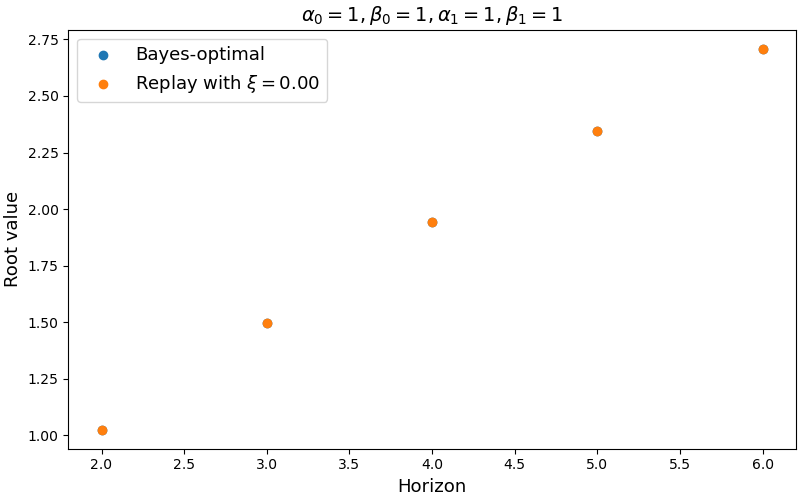 α₀ = 1, β₀ = 1, α₁ = 1, β₁ = 1
Bayes-optimal
Replay with ξ = 0.00
Root value
2.75
2.50
2.25
2.00
1.75
1.50
1.25
1.00
2.0 2.5 3.0 3.5 4.0 4.5 5.0 5.5 6.0
Horizon